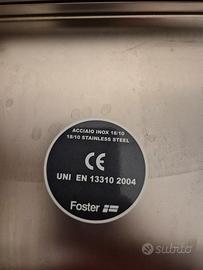 ACCIAIO INOX 18/10
18/10 STAINLESS STEEL
CE
UNI EN 13310 2004
Foster
subito